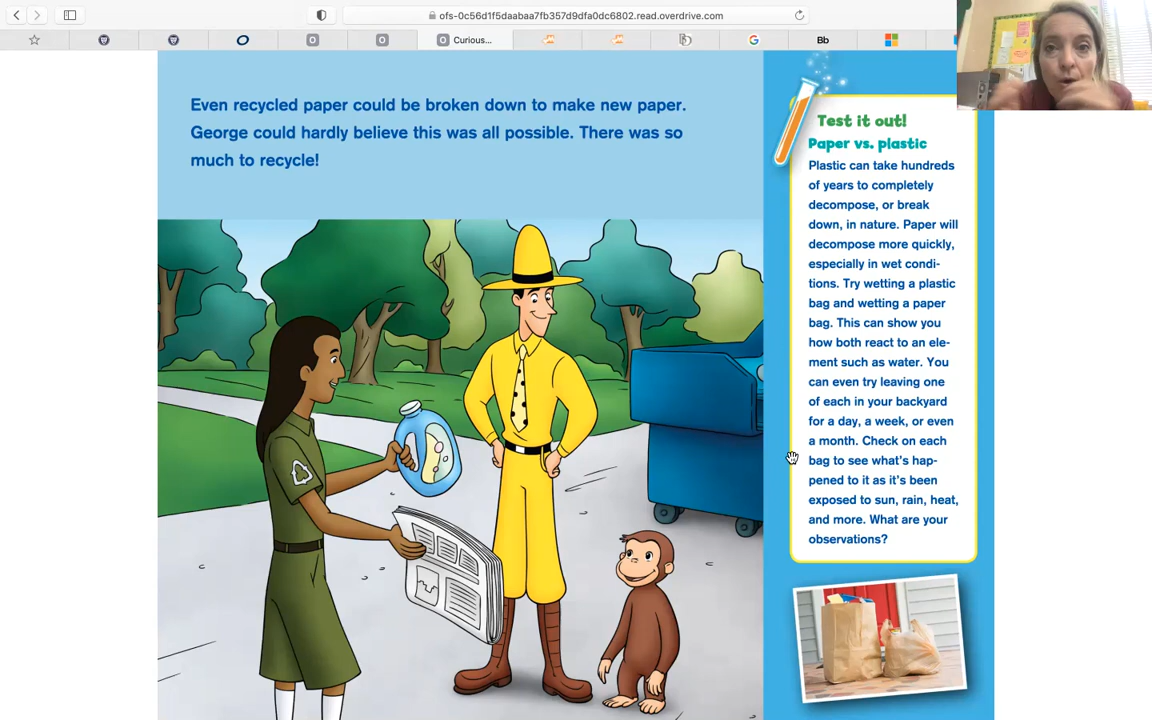 ofs-0c56d1f5daabaa7fb357d9dfa0dc6802.read.overdrive.com
Curious...
Bb
Even recycled paper could be broken down to make new paper.
George could hardly believe this was all possible. There was so
much to recycle!
Test it out!
Paper vs. plastic
Plastic can take hundreds
of years to completely
decompose, or break
down, in nature. Paper will
decompose more quickly,
especially in wet condi-
tions. Try wetting a plastic
bag and wetting a paper
bag. This can show you
how both react to an ele-
ment such as water. You
can even try leaving one
of each in your backyard
for a day, a week, or even
a month. Check on each
bag to see what's hap-
pened to it as it's been
exposed to sun, rain, heat,
and more. What are your
observations?